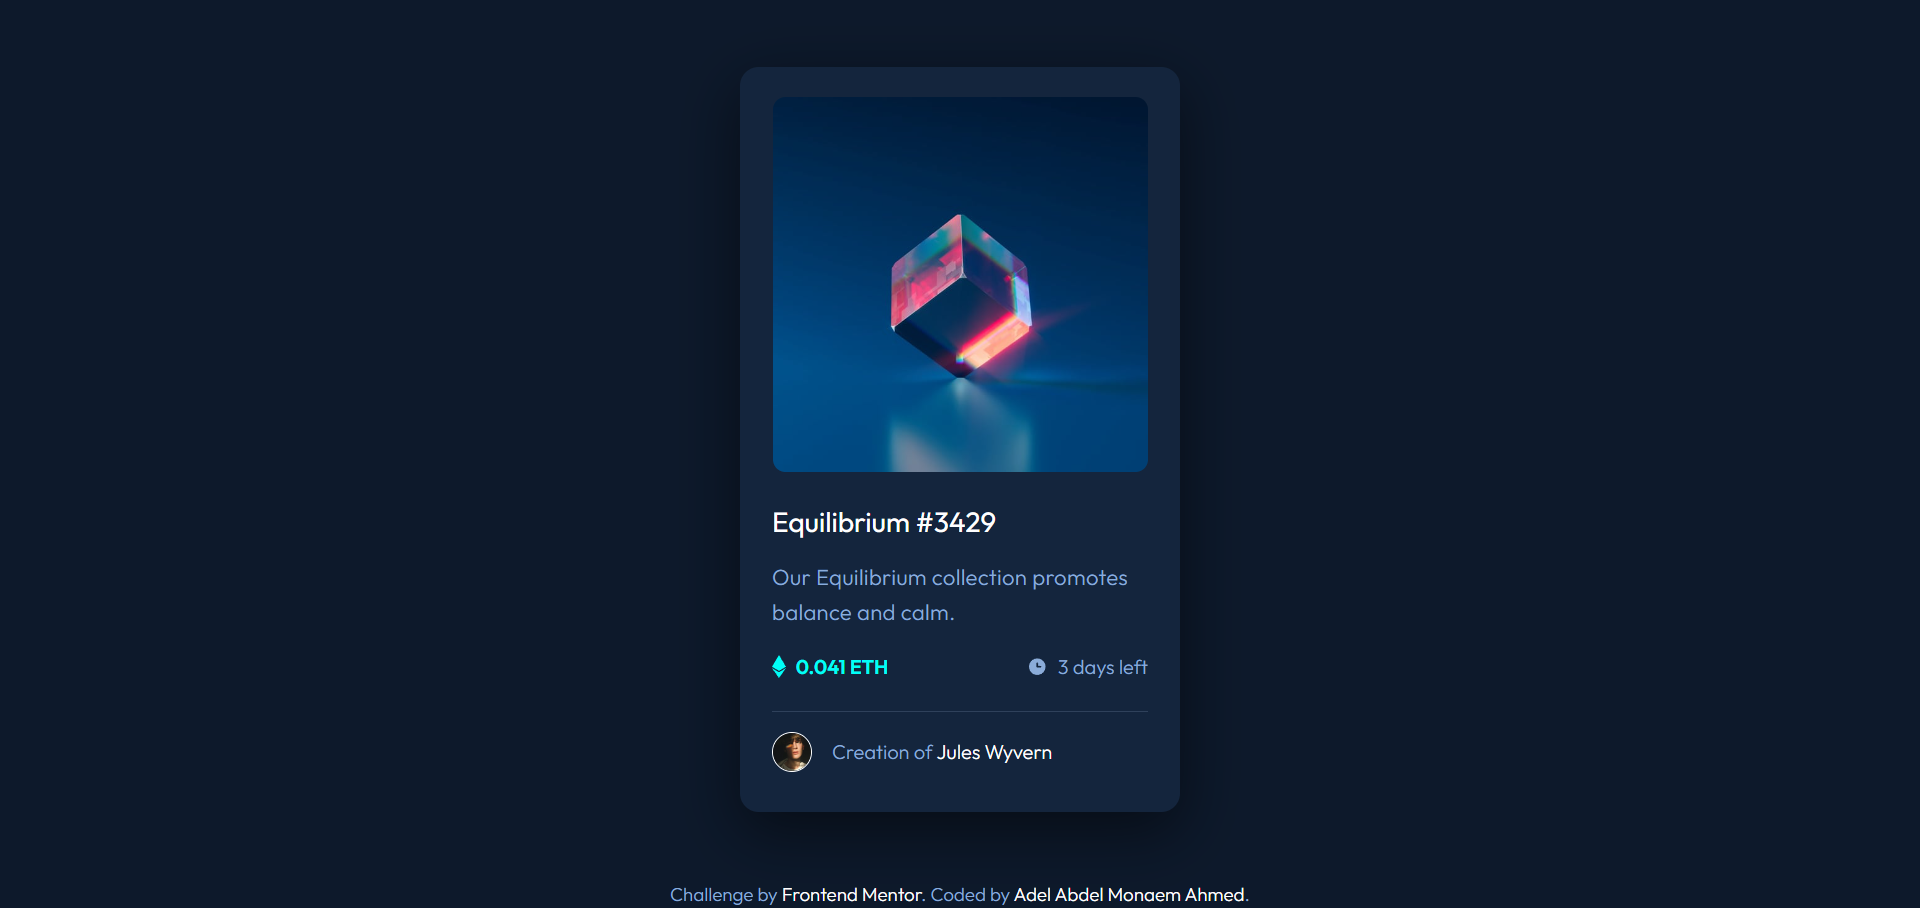 Equilibrium #3429
Our Equilibrium collection promotes
balance and calm.
0.041 ETH
3 days left
Creation of Jules Wyvern
Challenge by Frontend Mentor. Coded by Adel Abdel Monaem Ahmed.